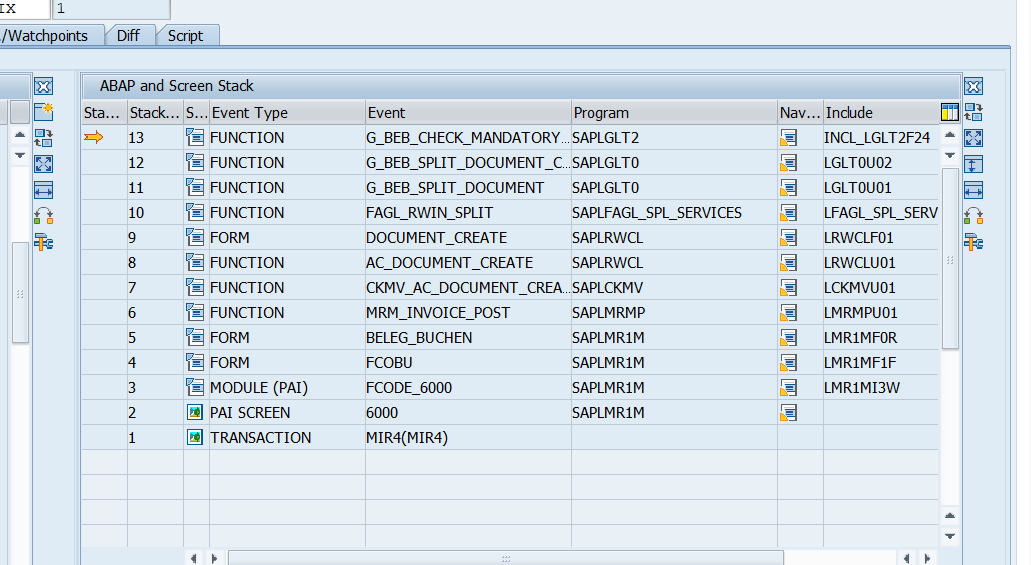 IX 1
./Watchpoints Diff Script
ABAP and Screen Stack
Sta... Stack... S... Event Type Event Program Nav... Include
13 FUNCTION G_BEB_CHECK_MANDATORY... SAPLGLT2 INCL_LGLT2F24
12 FUNCTION G_BEB_SPLIT_DOCUMENT_C... SAPLGLT0 LGLT0U02
11 FUNCTION G_BEB_SPLIT_DOCUMENT SAPLGLT0 LGLT0U01
10 FUNCTION FAGL_RWIN_SPLIT SAPLFAGL_SPL_SERVICES LFAGL_SPL_SERV
9 FORM DOCUMENT_CREATE SAPLRWCL LRWCLF01
8 FUNCTION AC_DOCUMENT_CREATE SAPLRWCL LRWCLU01
7 FUNCTION CKMV_AC_DOCUMENT_CREA... SAPLCKMV LCKMVU01
6 FUNCTION MRM_INVOICE_POST SAPLMRMP LMRMPU01
5 FORM BELEG_BUCHEN SAPLMR1M LMR1MF0R
4 FORM FCOBU SAPLMR1M LMR1MF1F
3 MODULE (PAI) FCODE_6000 SAPLMR1M LMR1MI3W
2 PAI SCREEN 6000 SAPLMR1M
1 TRANSACTION MIR4(MIR4)